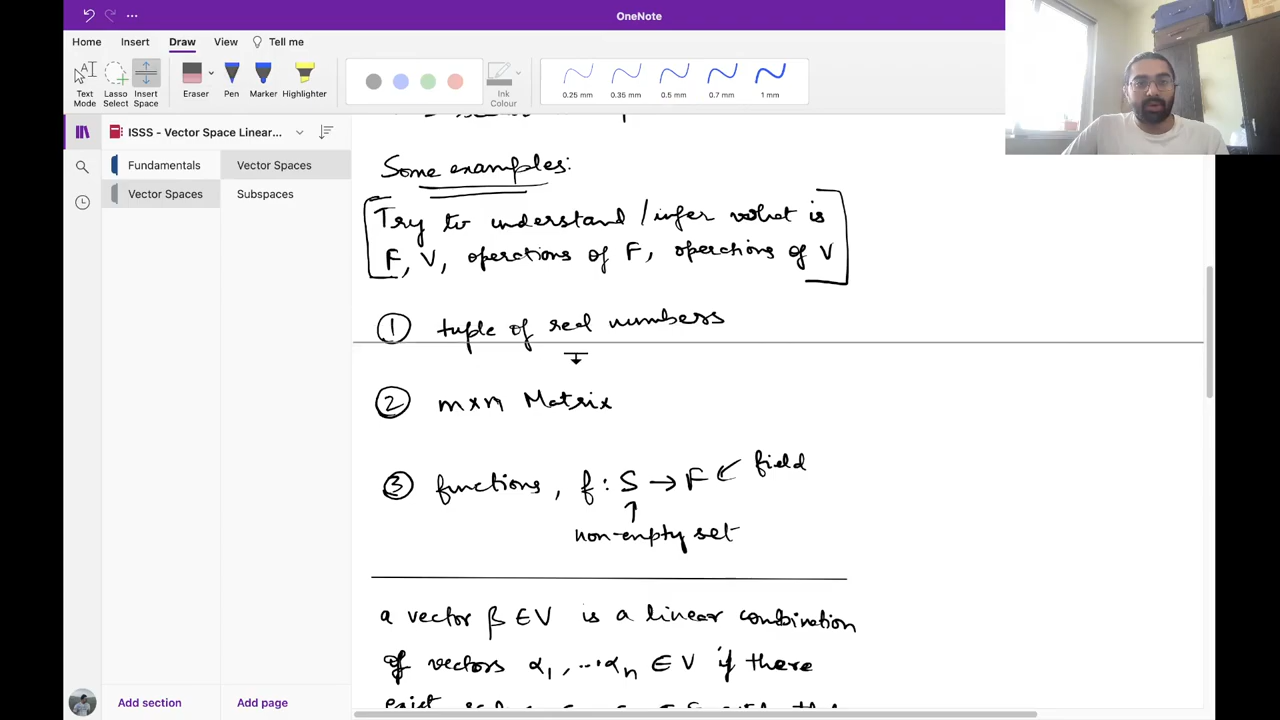 OneNote
Home Insert Draw View Tell me
Text Mode
Lasso Select
Insert Space
Eraser
Pen
Marker
Highlighter
Ink Colour
0.25 mm 0.35 mm 0.5 mm 0.7 mm 1 mm
ISSS - Vector Space Linear...
Fundamentals
Vector Spaces
Vector Spaces
Subspaces
Some examples:
Try to understand / infer what is
F, V, operations of F, operations of V
① tuple of real numbers
② m×n Matrix
③ functions, f : S → F ↙ field
↑
non-empty set
a vector β ∈ V is a linear combination
of vectors α1, ... αn ∈ V if there
exist
Add section
Add page